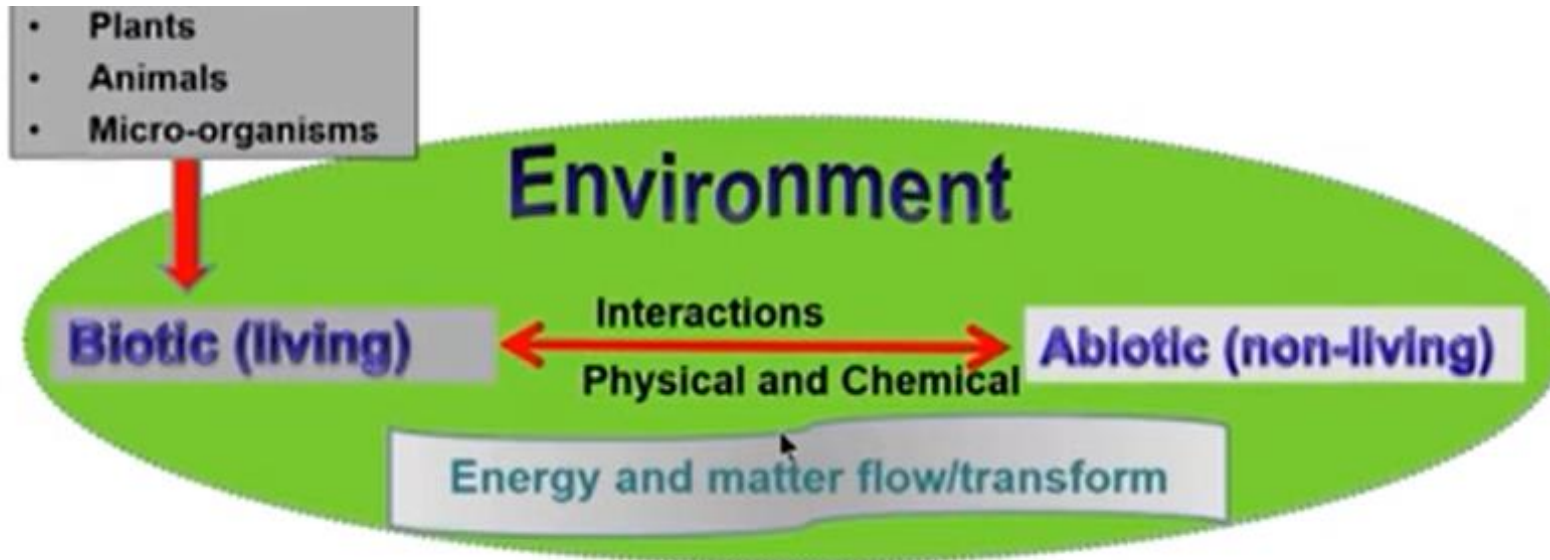 • Plants
• Animals
• Micro-organisms
Environment
Biotic (living)
Interactions
Physical and Chemical
Abiotic (non-living)
Energy and matter flow/transform